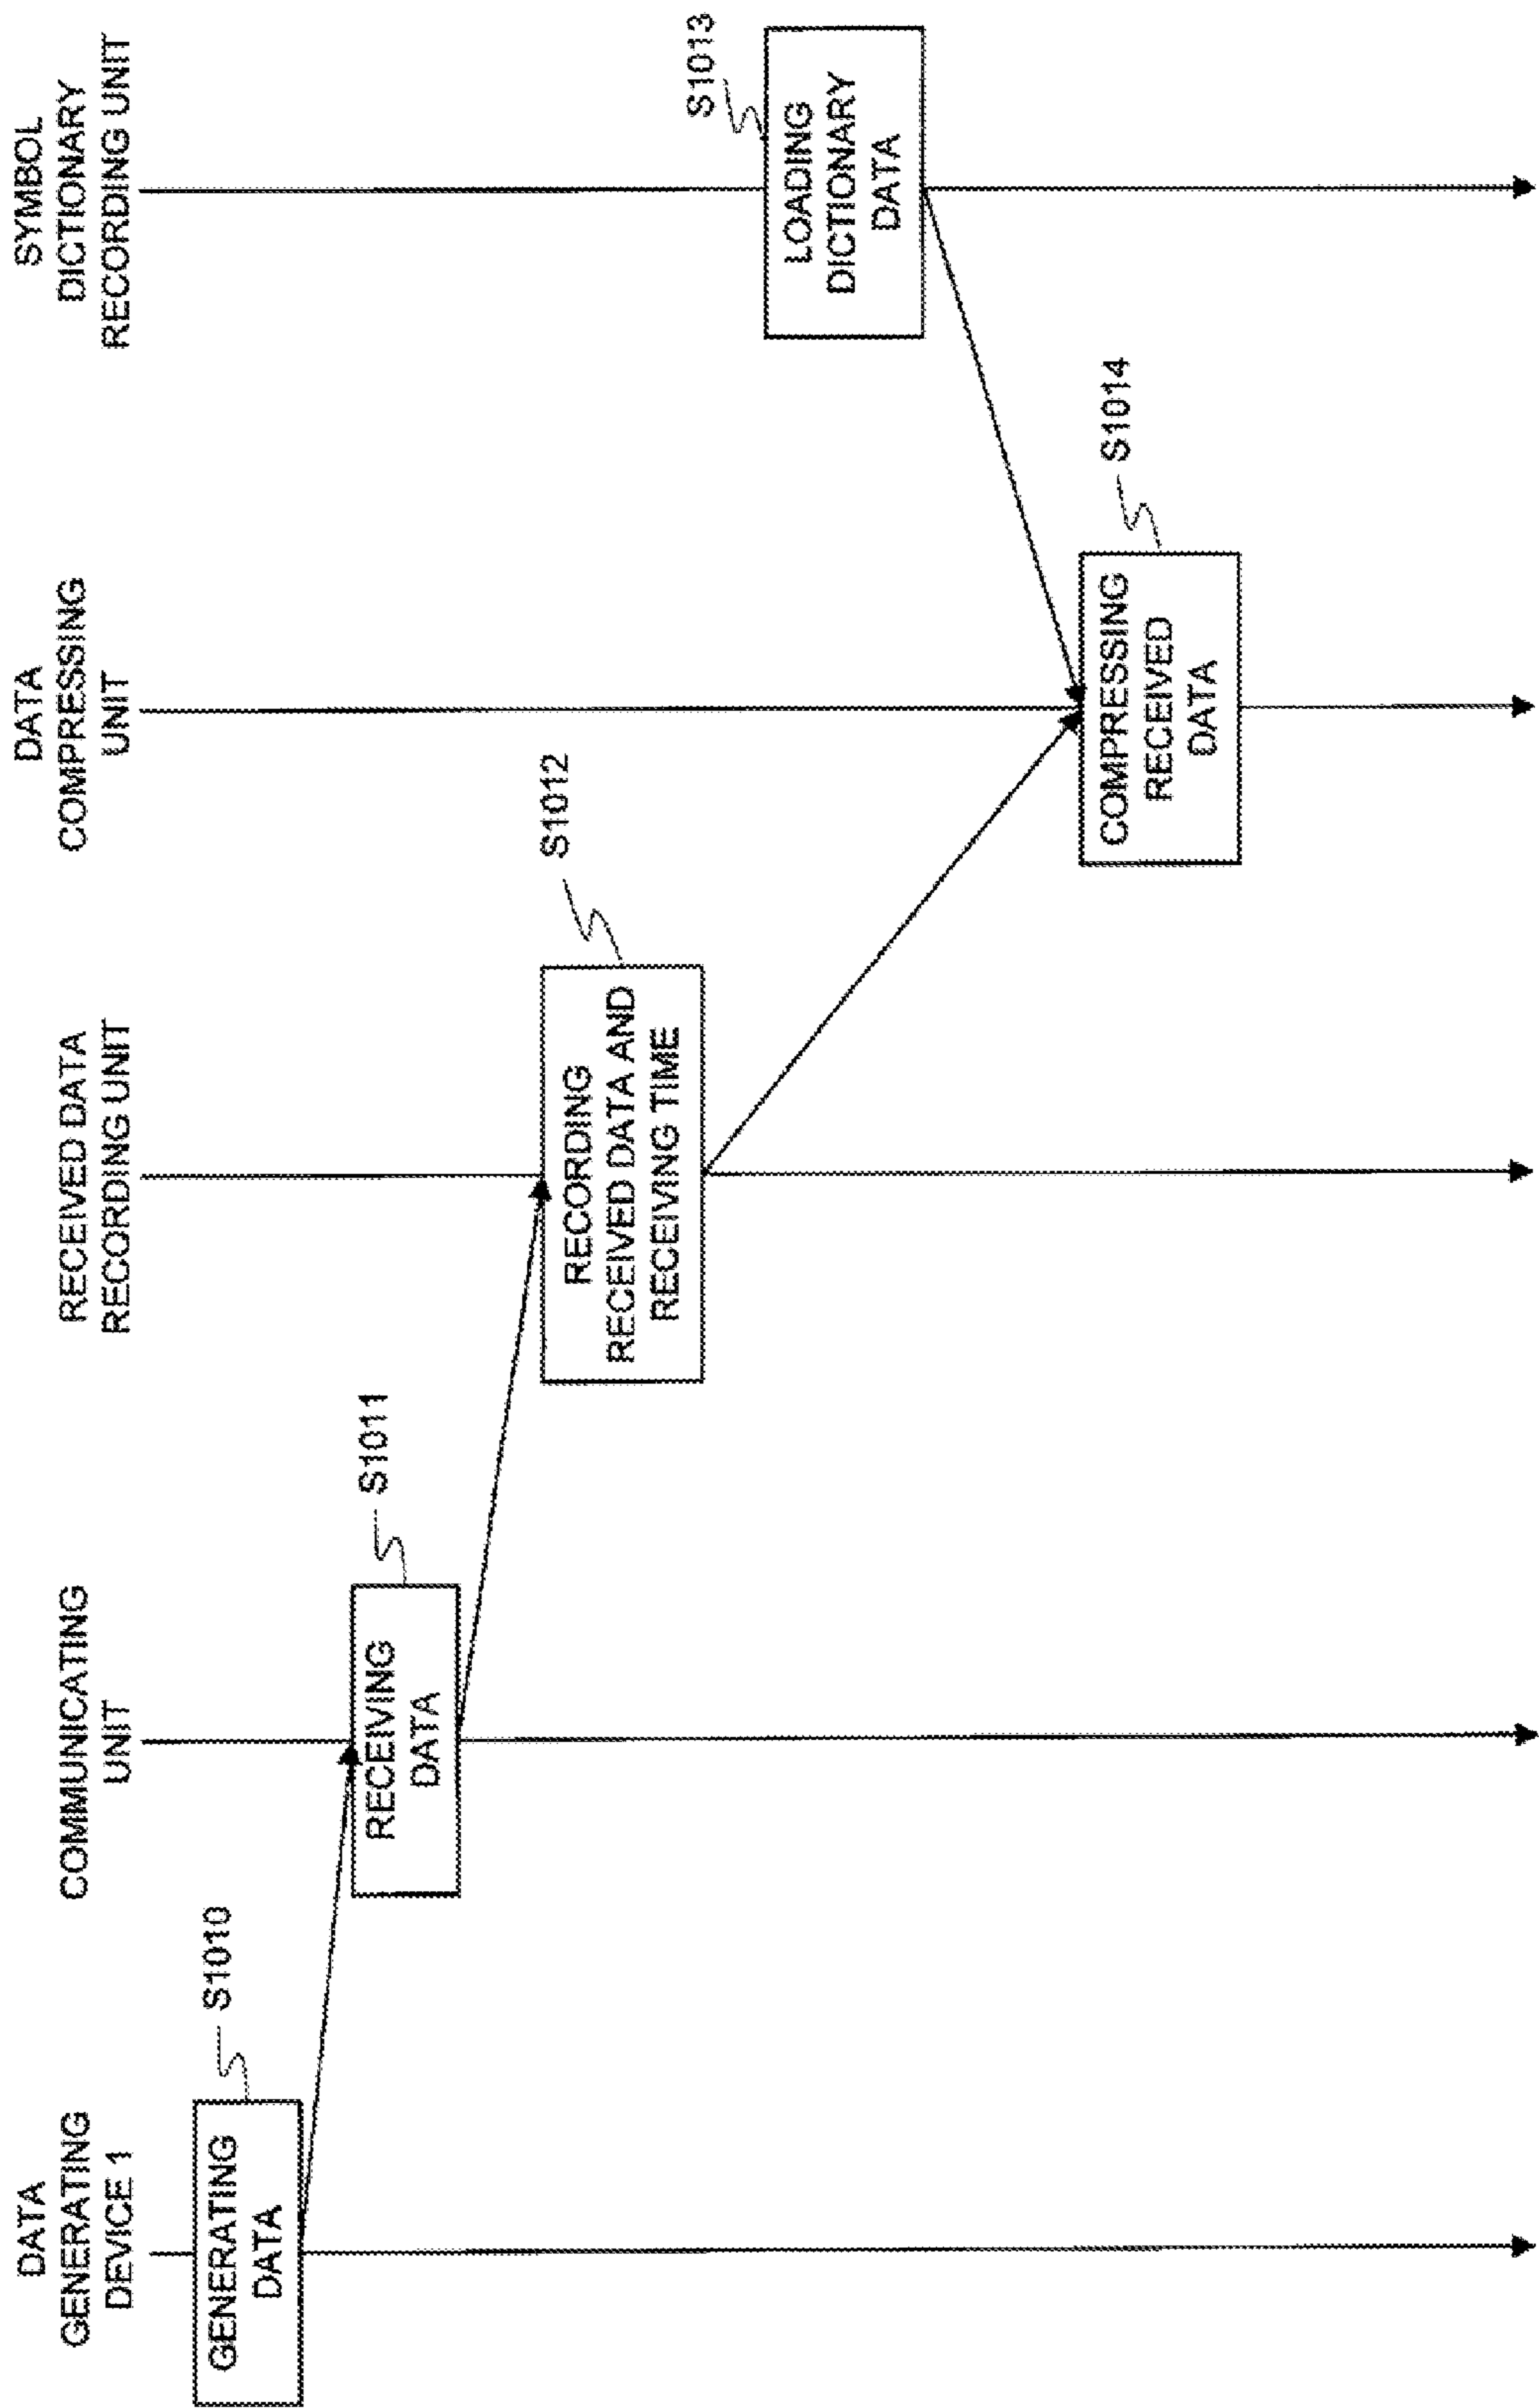 DATA
GENERATING
DEVICE 1
COMMUNICATING
UNIT
RECEIVED DATA
RECORDING UNIT
DATA
COMPRESSING
UNIT
SYMBOL
DICTIONARY
RECORDING UNIT
S1010
GENERATING
DATA
S1011
RECEIVING
DATA
S1012
RECORDING
RECEIVED DATA AND
RECEIVING TIME
S1013
LOADING
DICTIONARY
DATA
S1014
COMPRESSING
RECEIVED
DATA